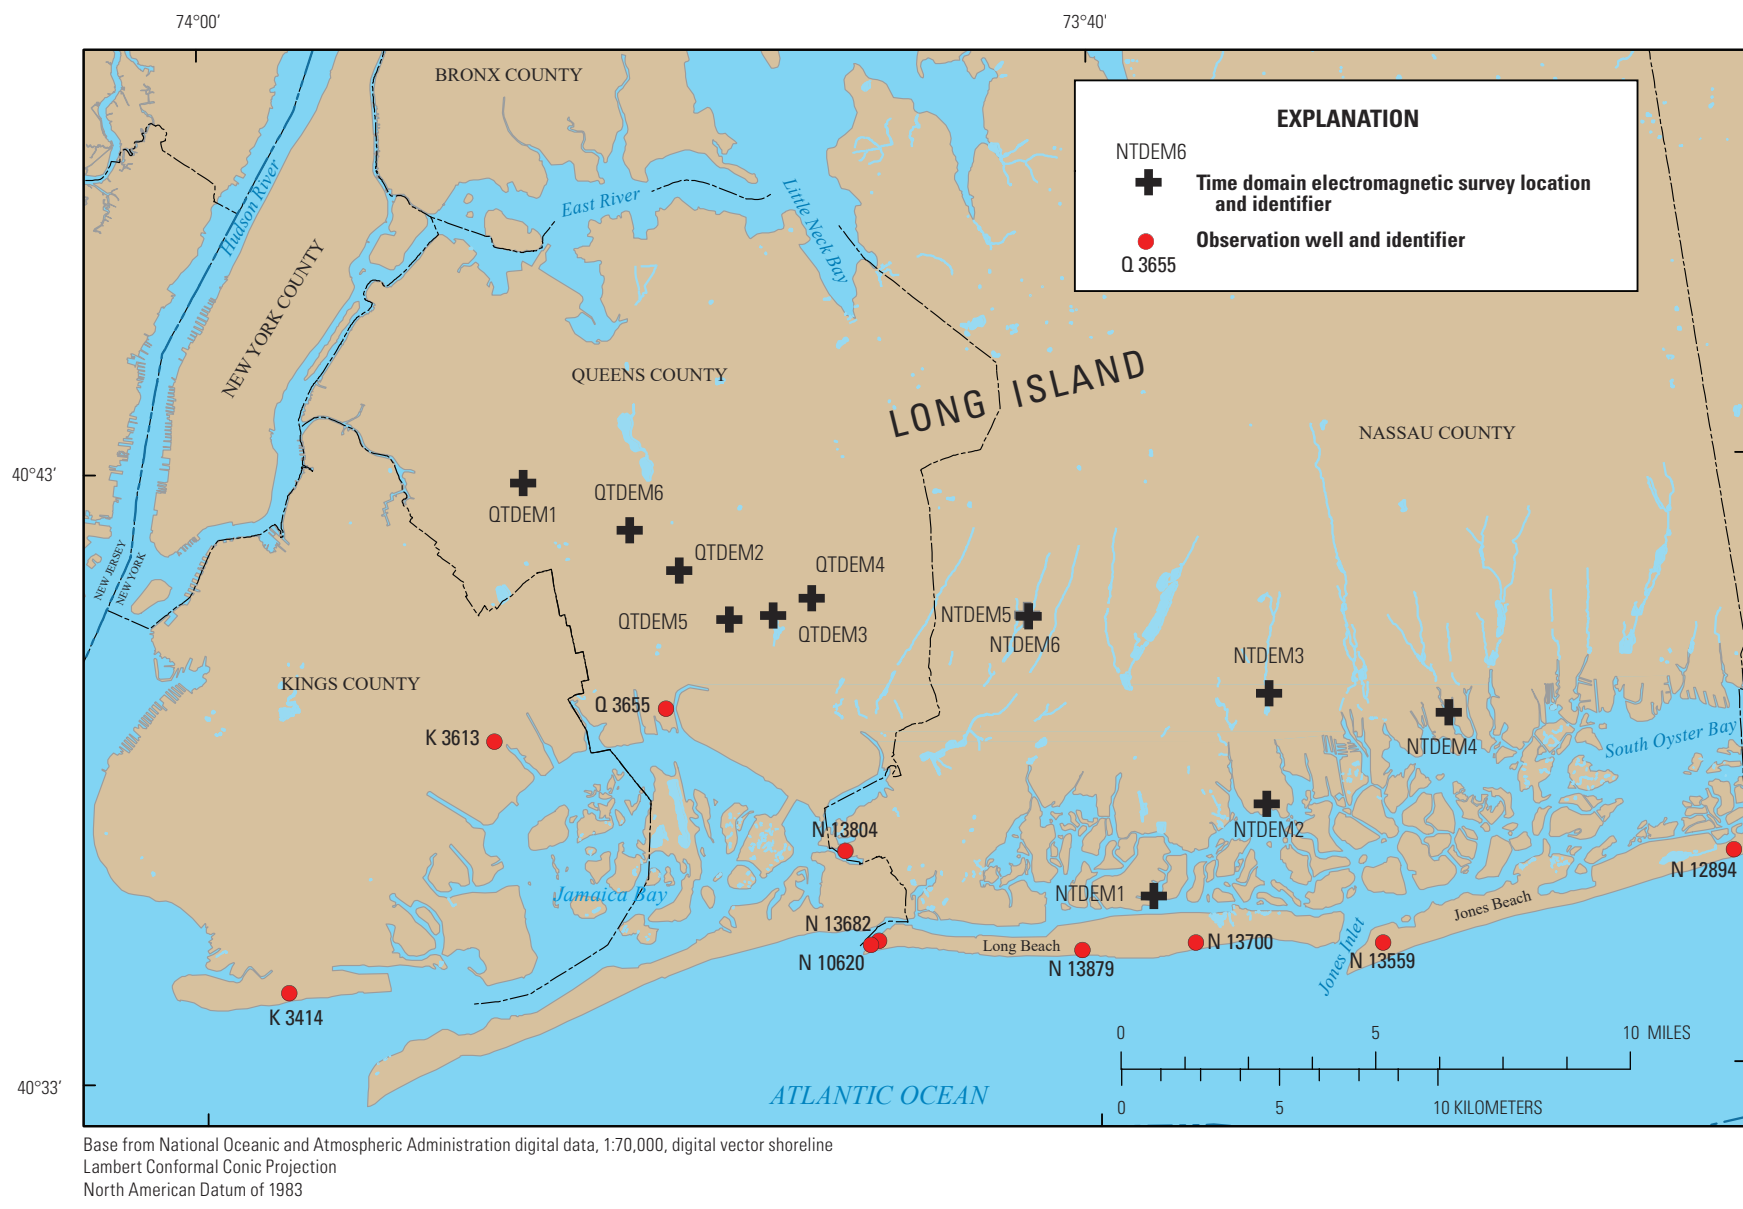 74°00′
73°40′
BRONX COUNTY
EXPLANATION
NTDEM6
Time domain electromagnetic survey location
and identifier
Observation well and identifier
Q 3655
Hudson River
East River
Little Neck Bay
NEW YORK COUNTY
QUEENS COUNTY
LONG ISLAND
NASSAU COUNTY
40°43′
QTDEM6
QTDEM1
QTDEM2
QTDEM4
NEW JERSEY
NEW YORK
QTDEM5
QTDEM3
NTDEM5
NTDEM6
NTDEM3
KINGS COUNTY
Q 3655
K 3613
NTDEM4
South Oyster Bay
N 13804
NTDEM2
N 12894
Jamaica Bay
NTDEM1
Jones Beach
N 13682
Long Beach
N 13700
N 10620
N 13879
Jones Inlet
N 13559
K 3414
0 5 10 MILES
40°33′
ATLANTIC OCEAN
0 5 10 KILOMETERS
Base from National Oceanic and Atmospheric Administration digital data, 1:70,000, digital vector shoreline
Lambert Conformal Conic Projection
North American Datum of 1983